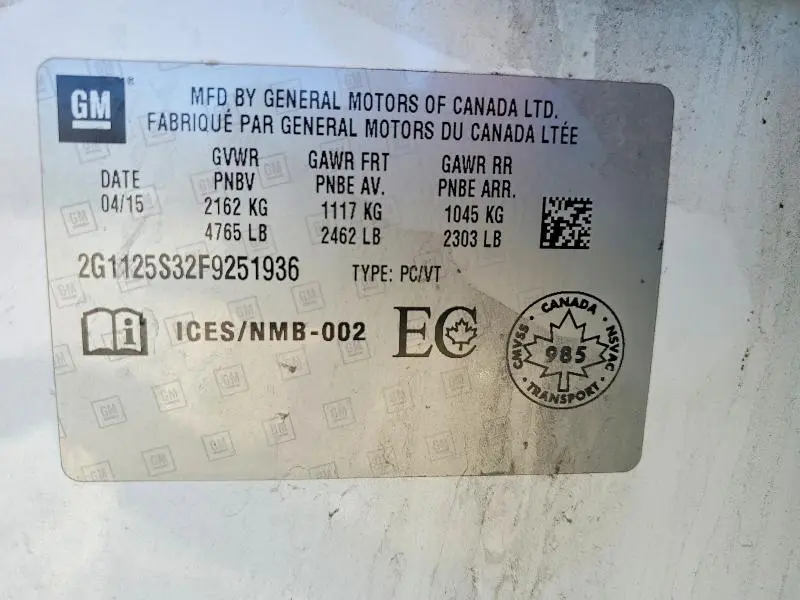 GM ®
MFD BY GENERAL MOTORS OF CANADA LTD.
FABRIQUÉ PAR GENERAL MOTORS DU CANADA LTÉE
DATE
04/15
GVWR
PNBV
2162 KG
4765 LB
GAWR FRT
PNBE AV.
1117 KG
2462 LB
GAWR RR
PNBE ARR.
1045 KG
2303 LB
2G1125S32F9251936
TYPE: PC/VT
i ICES/NMB-002
EC
CANADA
CMVSS
NSVAC
985
TRANSPORT